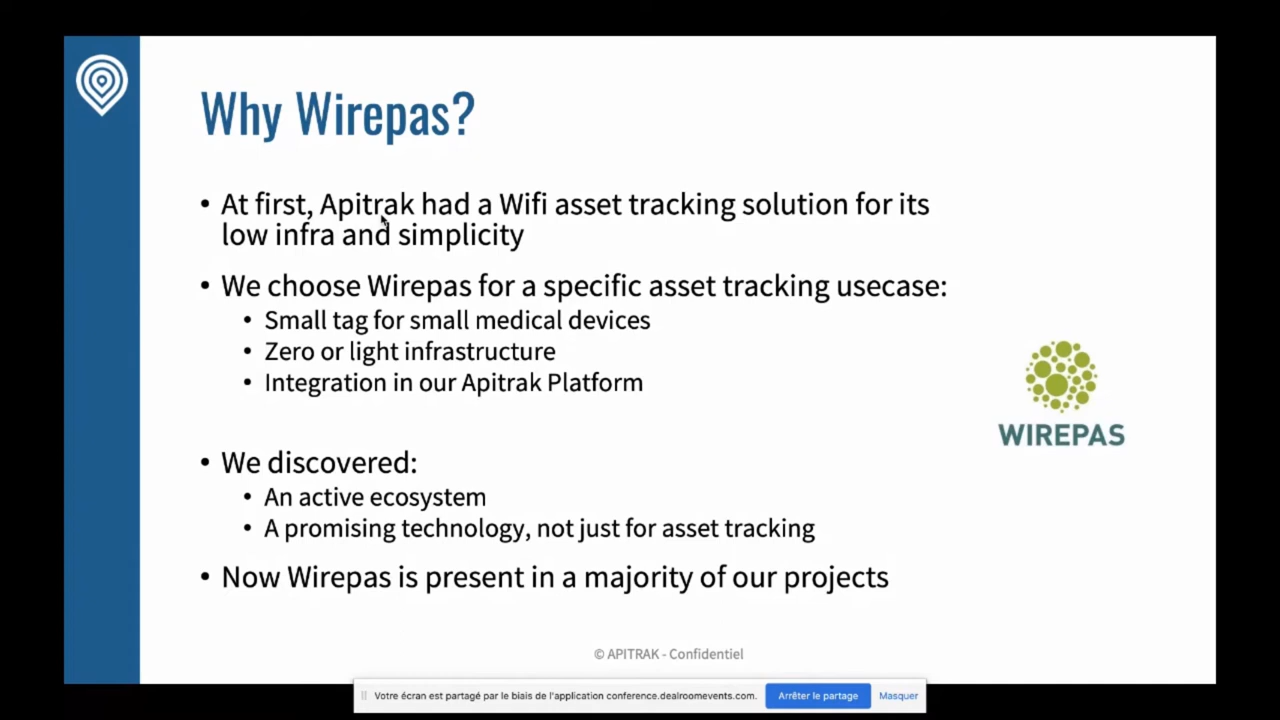 Why Wirepas?
• At first, Apitrak had a Wifi asset tracking solution for its
low infra and simplicity
• We choose Wirepas for a specific asset tracking usecase:
• Small tag for small medical devices
• Zero or light infrastructure
• Integration in our Apitrak Platform
WIREPAS
• We discovered:
• An active ecosystem
• A promising technology, not just for asset tracking
• Now Wirepas is present in a majority of our projects
© APITRAK - Confidentiel
Votre écran est partagé par le biais de l'application conference.dealroomevents.com. Arrêter le partage Masquer